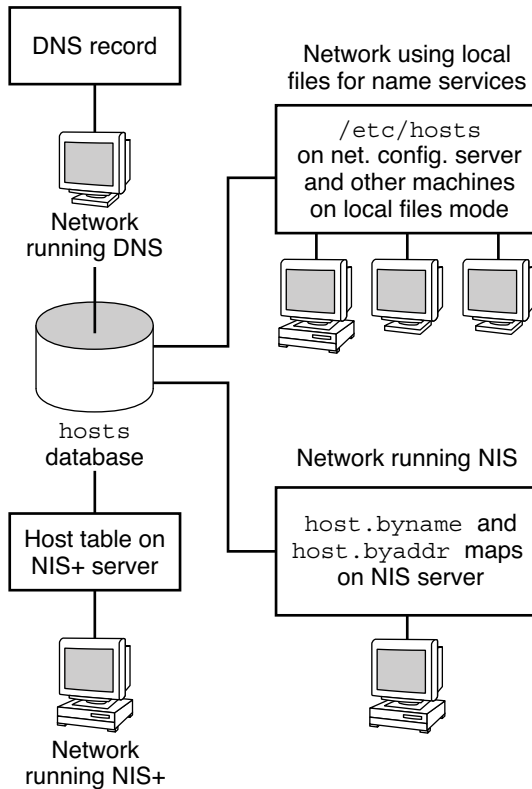 DNS record
Network
running DNS
hosts
database
Host table on
NIS+ server
Network
running NIS+
Network using local
files for name services
/etc/hosts
on net. config. server
and other machines
on local files mode
Network running NIS
host.byname and
host.byaddr maps
on NIS server